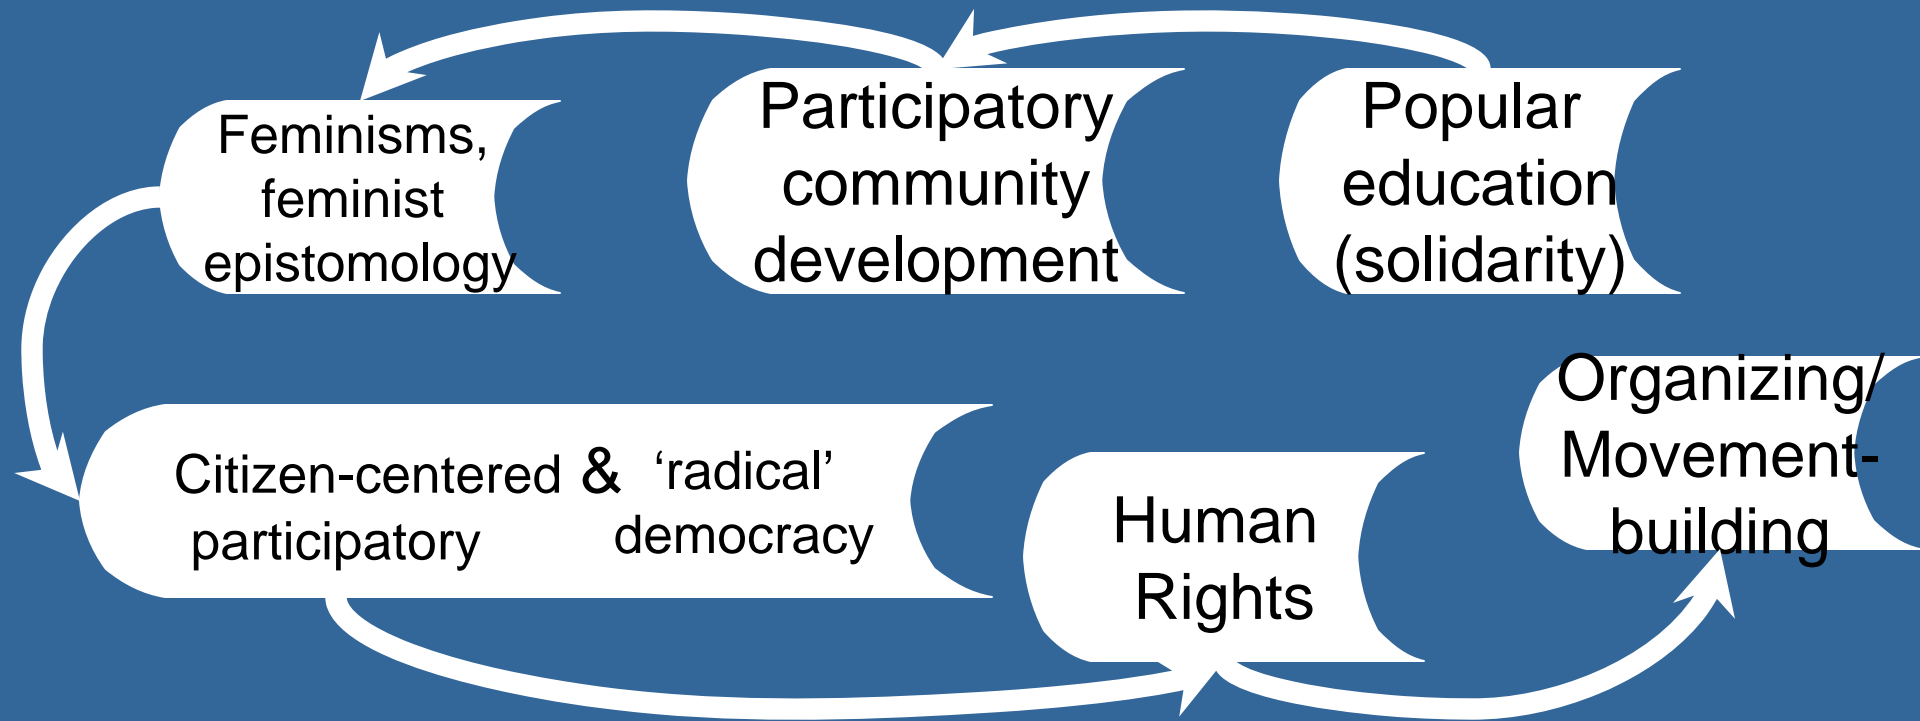 Feminisms,
feminist
epistomology
Participatory
community
development
Popular
education
(solidarity)
Citizen-centered & ‘radical’
participatory democracy
Human
Rights
Organizing/
Movement-
building